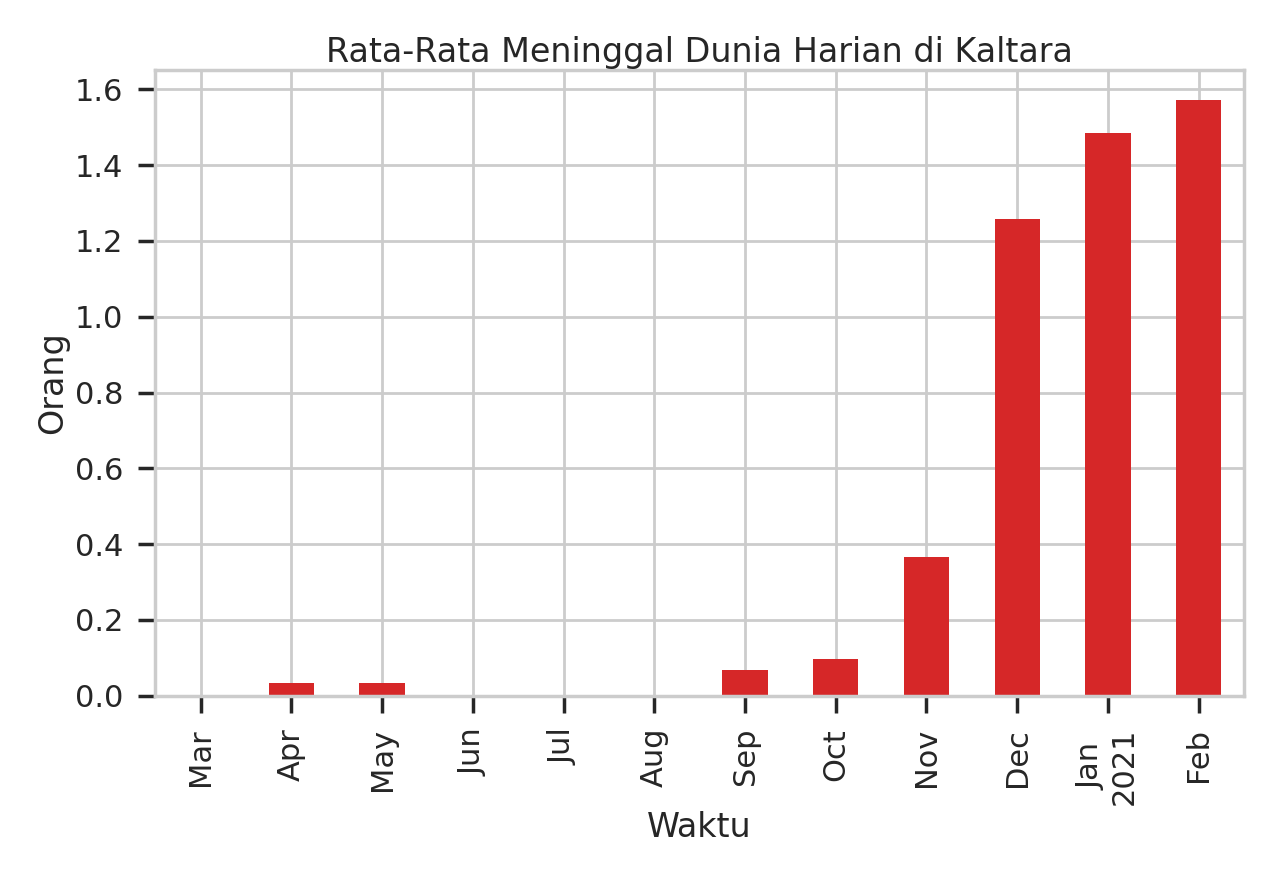 Rata-Rata Meninggal Dunia Harian di Kaltara
Orang
1.6
1.4
1.2
1.0
0.8
0.6
0.4
0.2
0.0
Mar
Apr
May
Jun
Jul
Aug
Sep
Oct
Nov
Dec
Jan
2021
Feb
Waktu